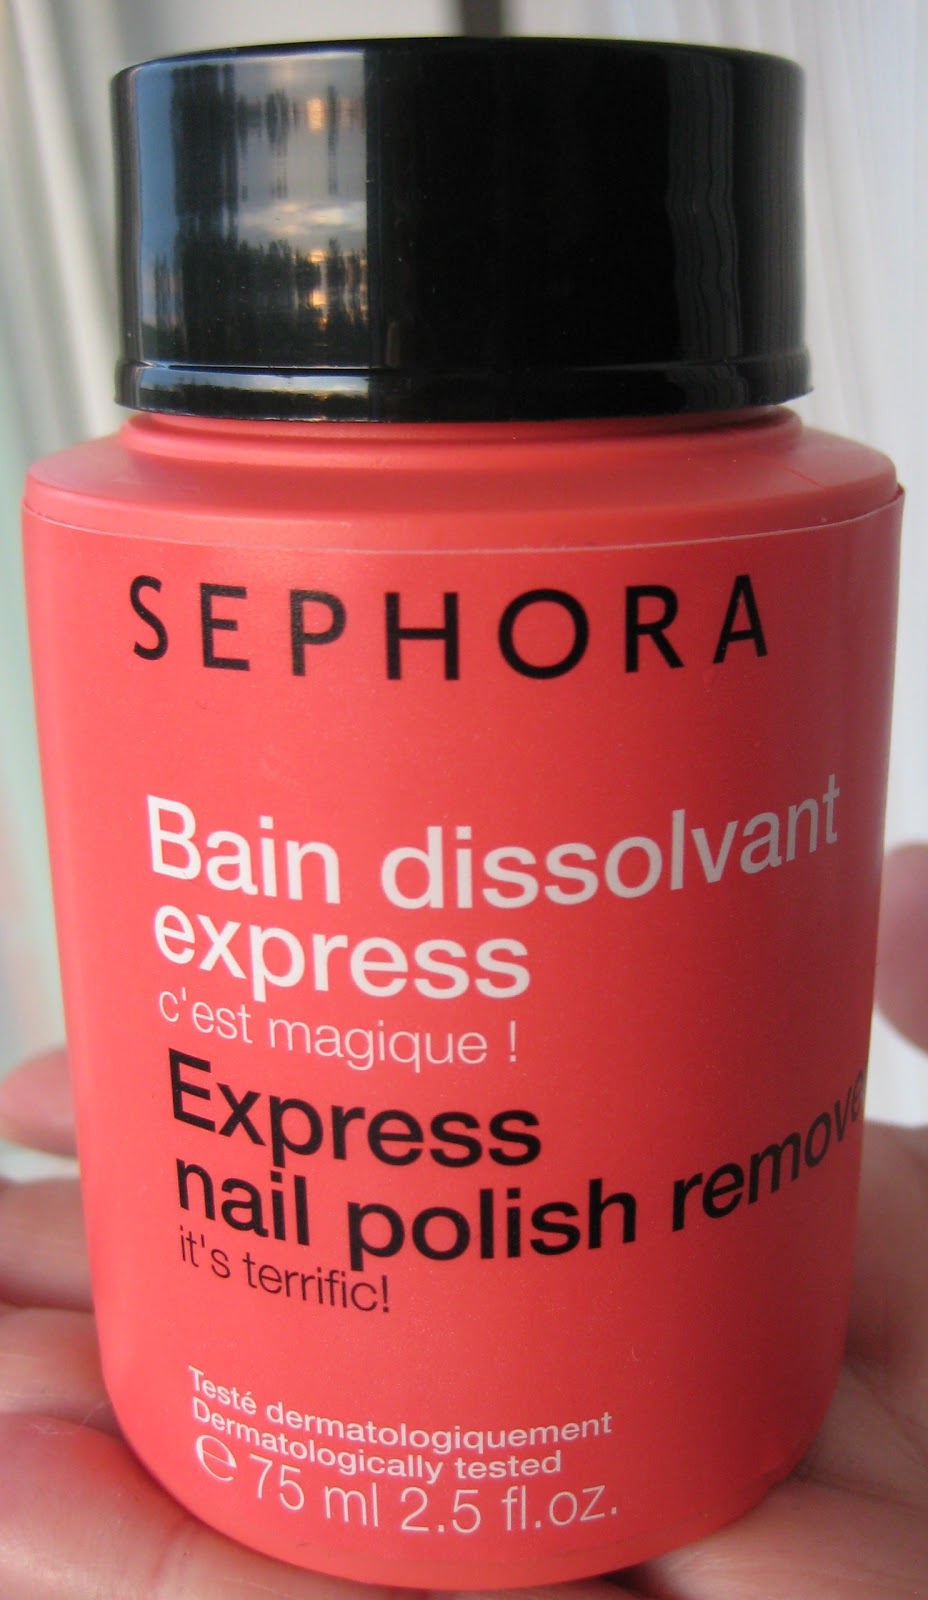 SEPHORA
Bain dissolvant
express
c'est magique !
Express
nail polish remove
it's terrific!
Testé dermatologiquement
Dermatologically tested
℮ 75 ml 2.5 fl.oz.